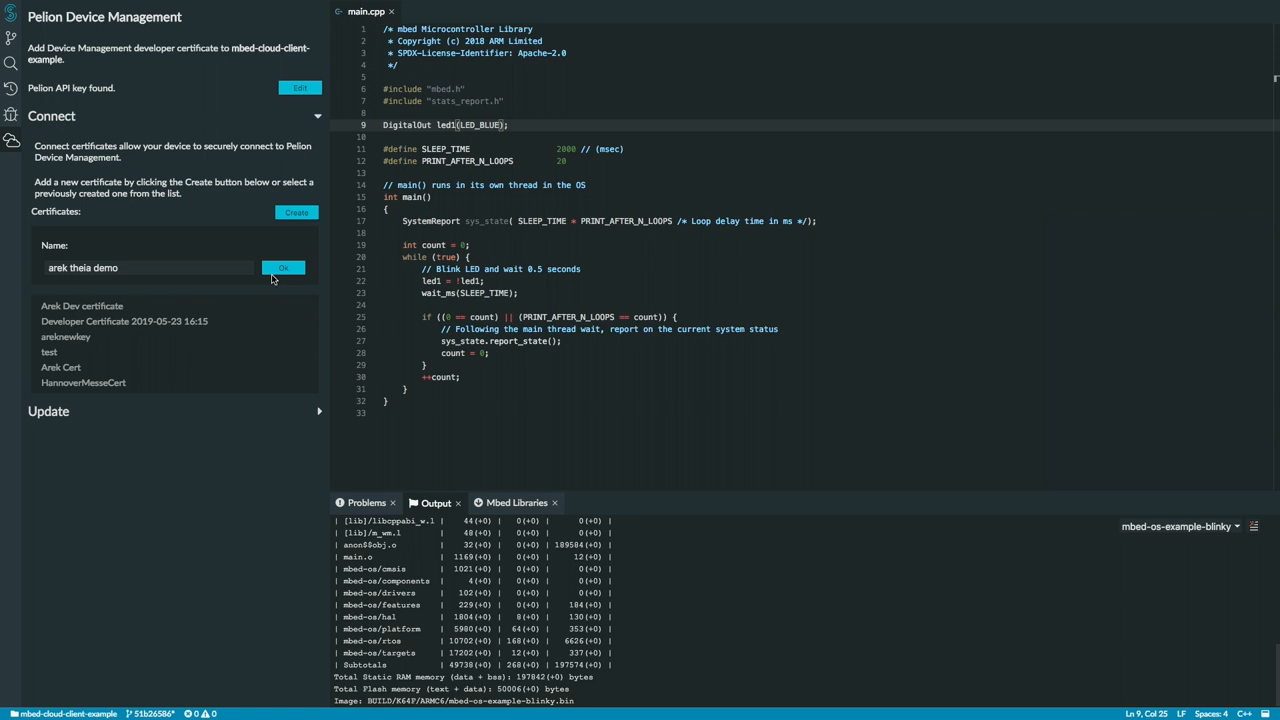 Pelion Device Management
Add Device Management developer certificate to mbed-cloud-client-
example.
Pelion API key found.
Edit
Connect
Connect certificates allow your device to securely connect to Pelion
Device Management.
Add a new certificate by clicking the Create button below or select a
previously created one from the list.
Certificates:
Create
Name:
arek theia demo
Ok
Arek Dev certificate
Developer Certificate 2019-05-23 16:15
areknewkey
test
Arek Cert
HannoverMesseCert
Update
main.cpp ×
1 /* mbed Microcontroller Library
2 * Copyright (c) 2018 ARM Limited
3 * SPDX-License-Identifier: Apache-2.0
4 */
5
6 #include "mbed.h"
7 #include "stats_report.h"
8
9 DigitalOut led1(LED_BLUE);
10
11 #define SLEEP_TIME 2000 // (msec)
12 #define PRINT_AFTER_N_LOOPS 20
13
14 // main() runs in its own thread in the OS
15 int main()
16 {
17 SystemReport sys_state( SLEEP_TIME * PRINT_AFTER_N_LOOPS /* Loop delay time in ms */);
18
19 int count = 0;
20 while (true) {
21 // Blink LED and wait 0.5 seconds
22 led1 = !led1;
23 wait_ms(SLEEP_TIME);
24
25 if ((0 == count) || (PRINT_AFTER_N_LOOPS == count)) {
26 // Following the main thread wait, report on the current system status
27 sys_state.report_state();
28 count = 0;
29 }
30 ++count;
31 }
32 }
33
Problems × Output × Mbed Libraries ×
mbed-os-example-blinky
| [lib]/libcppabi_w.l | 44(+0) | 0(+0) | 0(+0) |
| [lib]/m_wm.l | 48(+0) | 0(+0) | 0(+0) |
| anon$$obj.o | 32(+0) | 0(+0) | 189584(+0) |
| main.o | 1169(+0) | 0(+0) | 12(+0) |
| mbed-os/cmsis | 1021(+0) | 0(+0) | 0(+0) |
| mbed-os/components | 4(+0) | 0(+0) | 0(+0) |
| mbed-os/drivers | 102(+0) | 0(+0) | 0(+0) |
| mbed-os/features | 229(+0) | 0(+0) | 184(+0) |
| mbed-os/hal | 1804(+0) | 8(+0) | 130(+0) |
| mbed-os/platform | 5980(+0) | 64(+0) | 353(+0) |
| mbed-os/rtos | 10702(+0) | 168(+0) | 6626(+0) |
| mbed-os/targets | 17202(+0) | 12(+0) | 337(+0) |
| Subtotals | 49738(+0) | 268(+0) | 197574(+0) |
Total Static RAM memory (data + bss): 197842(+0) bytes
Total Flash memory (text + data): 50006(+0) bytes
Image: BUILD/K64F/ARMC6/mbed-os-example-blinky.bin
mbed-cloud-client-example 51b26586* 0 0 Ln 9, Col 25 LF Spaces: 4 C++